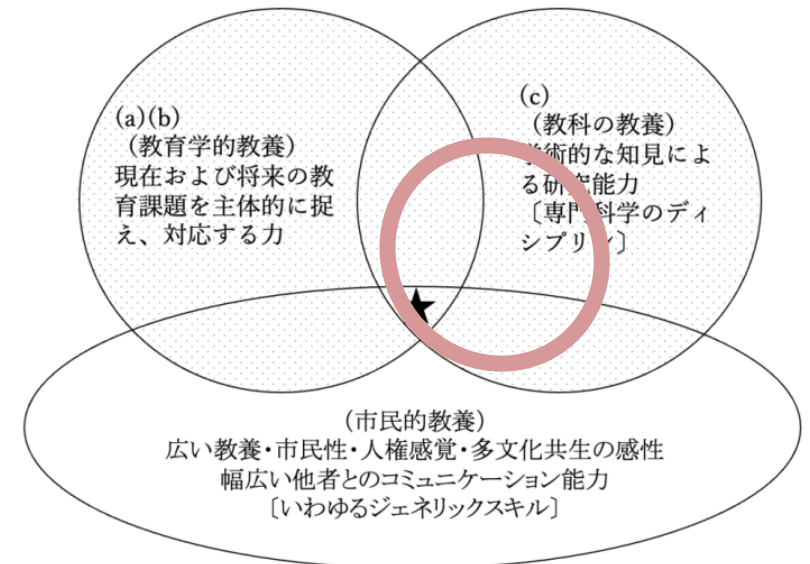 (a)(b)
（教育学的教養）
現在および将来の教
育課題を主体的に捉
え、対応する力
(c)
（教科の教養）
学術的な知見によ
る研究能力
〔専門科学のディ
シプリン〕
★
（市民的教養）
広い教養・市民性・人権感覚・多文化共生の感性
幅広い他者とのコミュニケーション能力
〔いわゆるジェネリックスキル〕